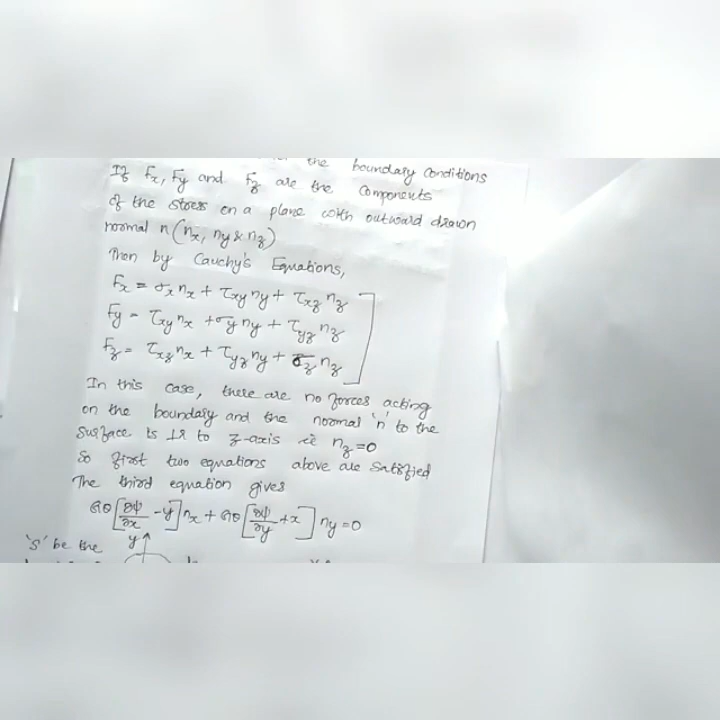 the boundary conditions
If Fx, Fy and Fz are the components
of the stress on a plane with outward drawn
normal n (nx, ny & nz)
Then by Cauchy's Equations,
Fx = σx nx + τxy ny + τxz nz
Fy = τxy nx + σy ny + τyz nz
Fz = τxz nx + τyz ny + σz nz
In this case, there are no forces acting
on the boundary and the normal 'n' to the
surface is ⊥r to z-axis ie nz=0
So first two equations above are satisfied
The third equation gives
Gθ[∂ψ/∂x - y]nx + Gθ[∂ψ/∂y + x]ny = 0
's' be the
y